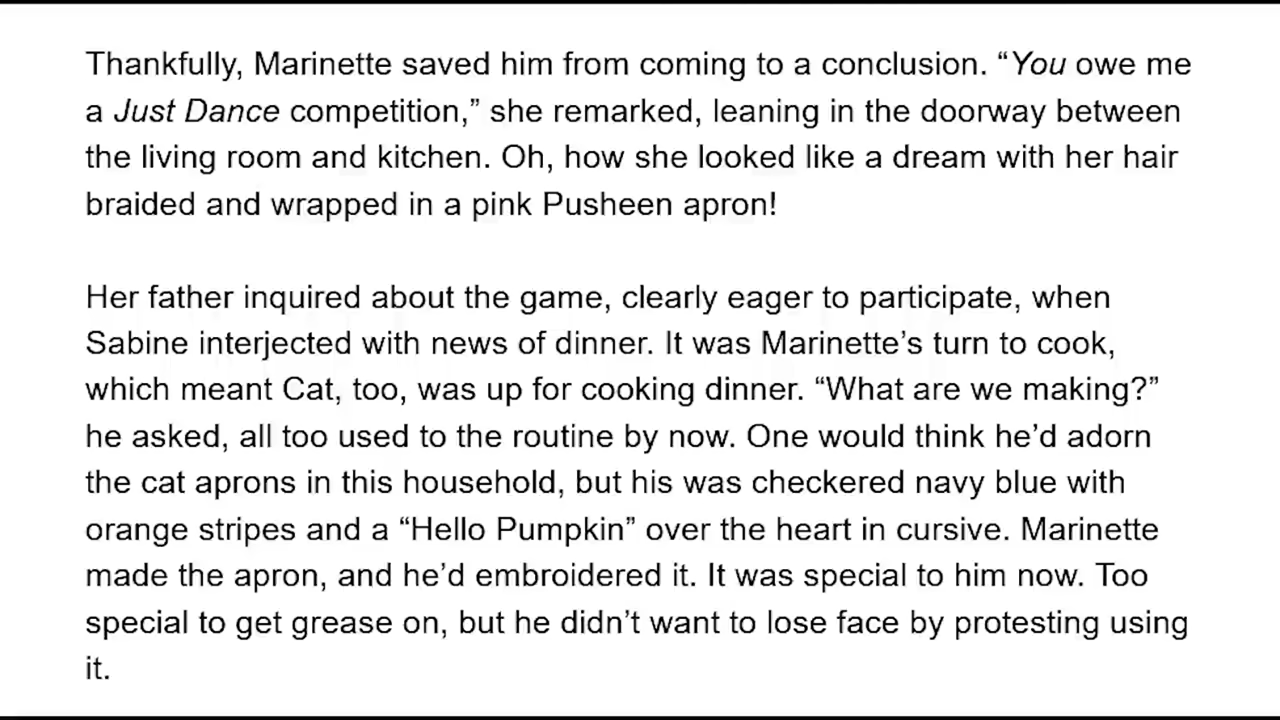 Thankfully, Marinette saved him from coming to a conclusion. “You owe me
a Just Dance competition,” she remarked, leaning in the doorway between
the living room and kitchen. Oh, how she looked like a dream with her hair
braided and wrapped in a pink Pusheen apron!
Her father inquired about the game, clearly eager to participate, when
Sabine interjected with news of dinner. It was Marinette’s turn to cook,
which meant Cat, too, was up for cooking dinner. “What are we making?”
he asked, all too used to the routine by now. One would think he’d adorn
the cat aprons in this household, but his was checkered navy blue with
orange stripes and a “Hello Pumpkin” over the heart in cursive. Marinette
made the apron, and he’d embroidered it. It was special to him now. Too
special to get grease on, but he didn’t want to lose face by protesting using
it.